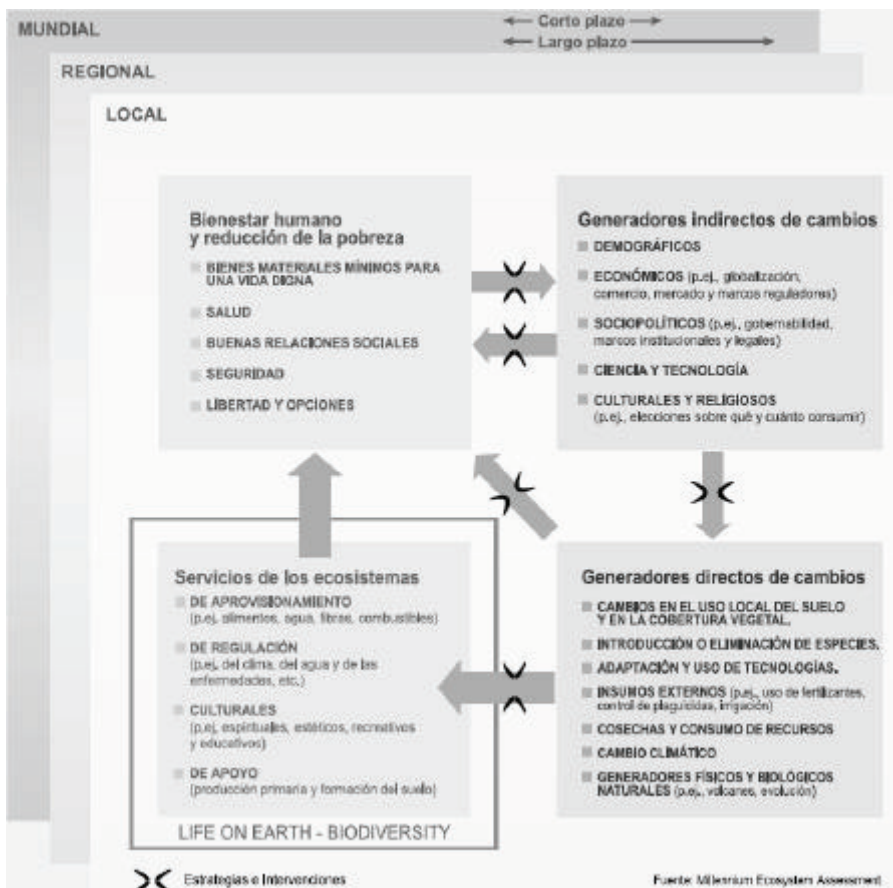 MUNDIAL
Corto plazo
Largo plazo
REGIONAL
LOCAL
Bienestar humano
y reducción de la pobreza
BIENES MATERIALES MÍNIMOS PARA
UNA VIDA DIGNA
SALUD
BUENAS RELACIONES SOCIALES
SEGURIDAD
LIBERTAD Y OPCIONES
Generadores indirectos de cambios
DEMOGRÁFICOS
ECONÓMICOS (p.ej., globalización,
comercio, mercado y marcos reguladores)
SOCIOPOLÍTICOS (p.ej., gobernabilidad,
marcos institucionales y legales)
CIENCIA Y TECNOLOGÍA
CULTURALES Y RELIGIOSOS
(p.ej., elecciones sobre qué y cuánto consumir)
Servicios de los ecosistemas
DE APROVISIONAMIENTO
(p.ej. alimentos, agua, fibras, combustibles)
DE REGULACIÓN
(p.ej. del clima, del agua y de las
enfermedades, etc.)
CULTURALES
(p.ej. espirituales, estéticos, recreativos
y educativos)
DE APOYO
(producción primaria y formación del suelo)
LIFE ON EARTH - BIODIVERSITY
Generadores directos de cambios
CAMBIOS EN EL USO LOCAL DEL SUELO
Y EN LA COBERTURA VEGETAL.
INTRODUCCIÓN O ELIMINACIÓN DE ESPECIES.
ADAPTACIÓN Y USO DE TECNOLOGÍAS.
INSUMOS EXTERNOS (p.ej., uso de fertilizantes,
control de plaguicidas, irrigación)
COSECHAS Y CONSUMO DE RECURSOS
CAMBIO CLIMÁTICO
GENERADORES FÍSICOS Y BIOLÓGICOS
NATURALES (p.ej., volcanes, evolución)
Estrategias e Intervenciones
Fuente: Millennium Ecosystem Assessment